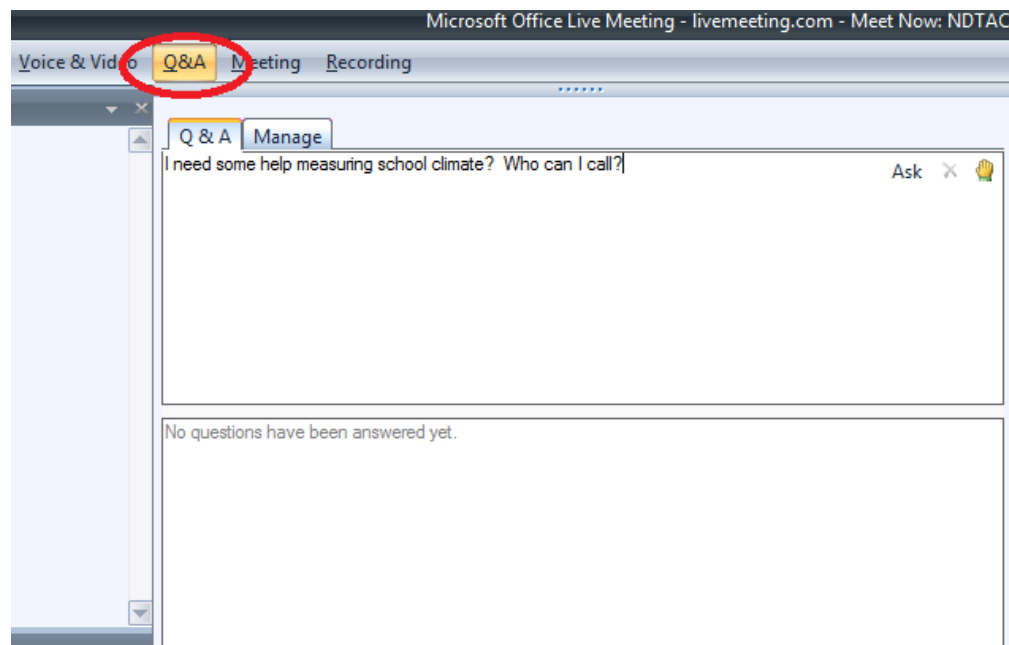 Microsoft Office Live Meeting - livemeeting.com - Meet Now: NDTAC
Voice & Video Q&A Meeting Recording
Q & A Manage
I need some help measuring school climate?  Who can I call?
Ask
No questions have been answered yet.